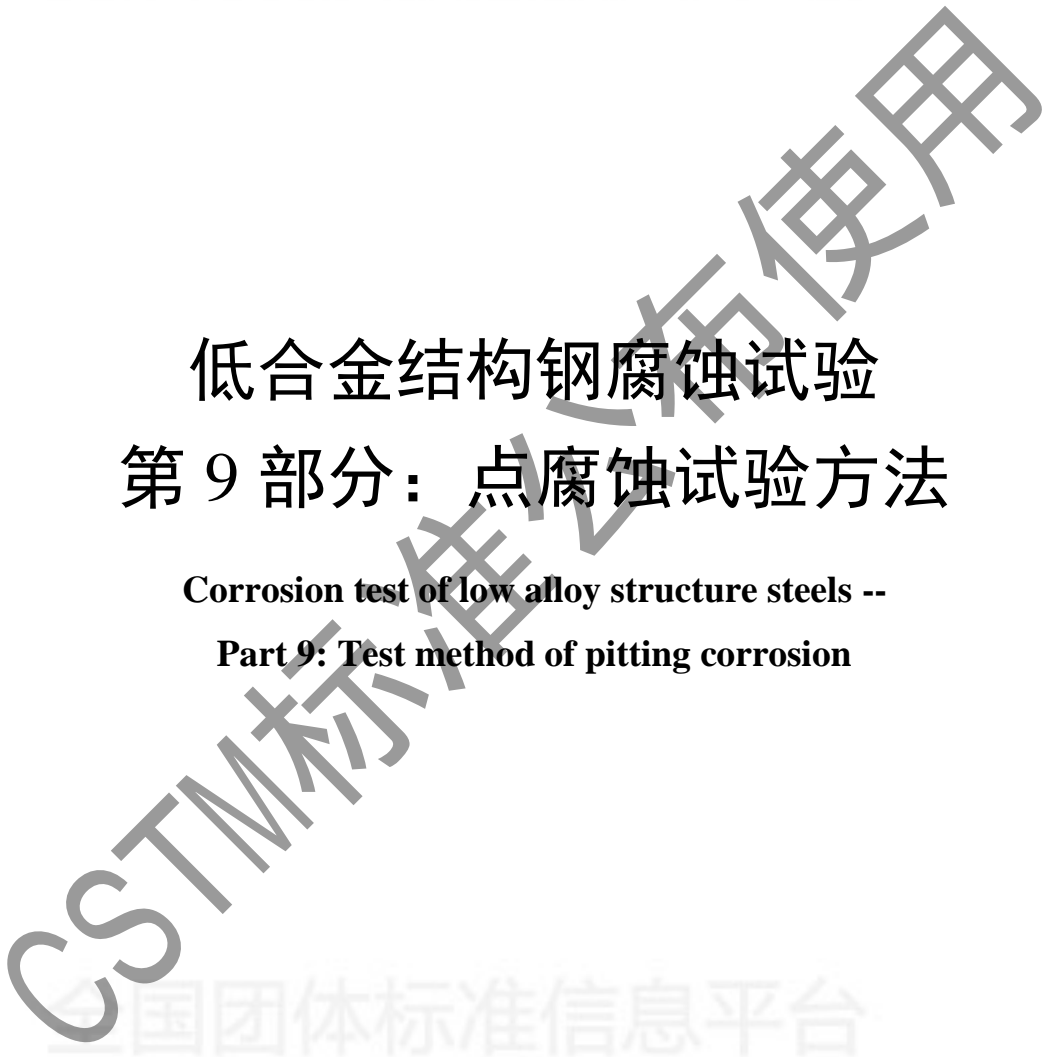 低合金结构钢腐蚀试验
第 9 部分：点腐蚀试验方法
Corrosion test of low alloy structure steels --
Part 9: Test method of pitting corrosion
CSTM标准公布使用
全国团体标准信息平台